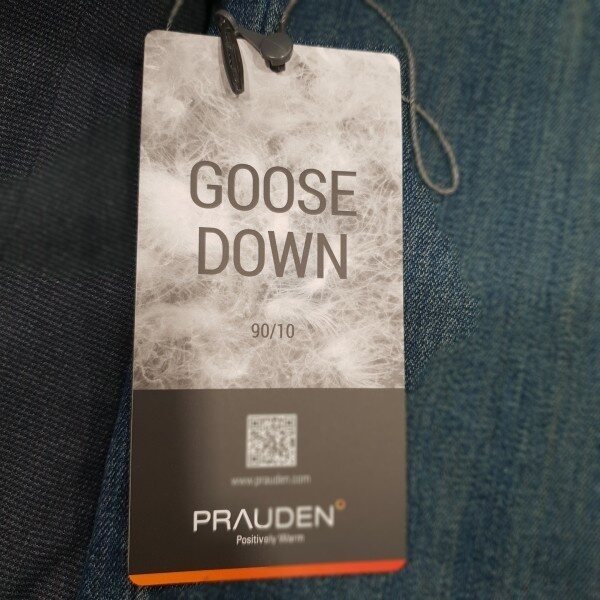 GOOSE
DOWN
90/10
www.prauden.com
PRAUDEN
Positively Warm